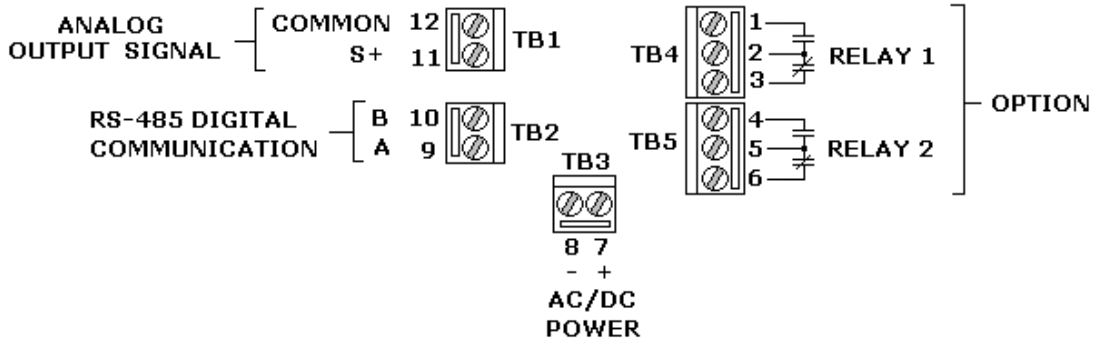 ANALOG
OUTPUT SIGNAL
COMMON 12
S+ 11
TB1
RS-485 DIGITAL
COMMUNICATION
B 10
A 9
TB2
TB3
8 7
- +
AC/DC
POWER
TB4
1
2
3
RELAY 1
TB5
4
5
6
RELAY 2
OPTION